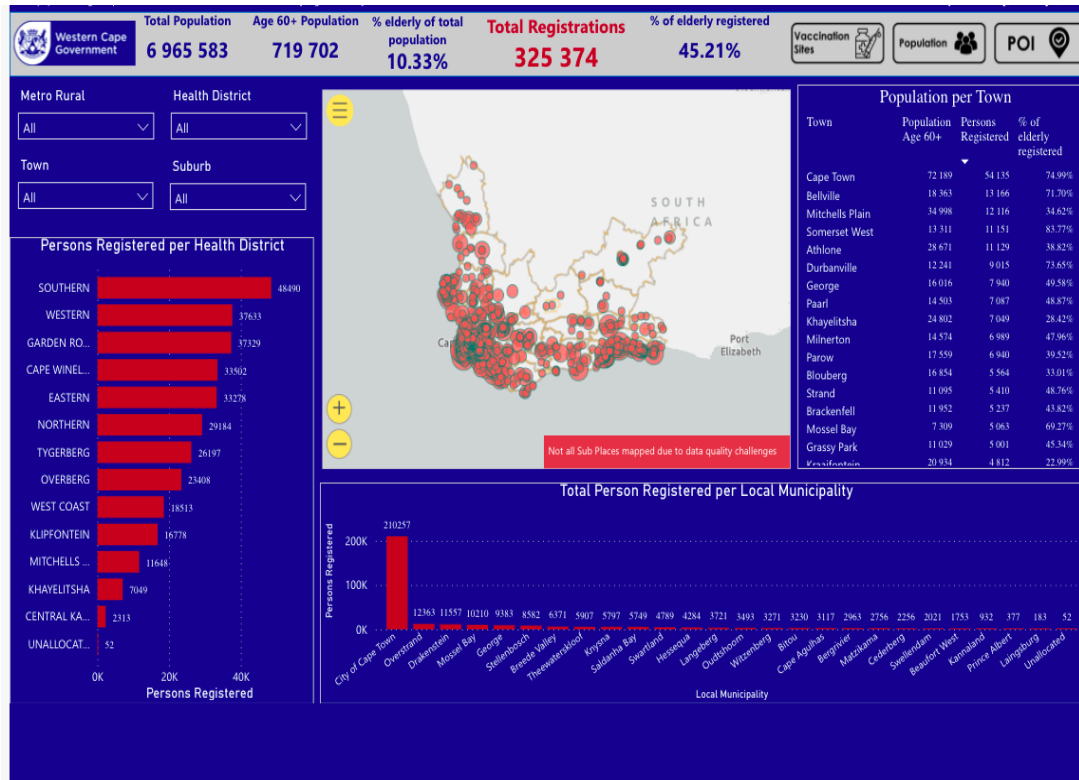 Western Cape
Government
Total Population
6 965 583
Age 60+ Population
719 702
% elderly of total
population
10.33%
Total Registrations
325 374
% of elderly registered
45.21%
Vaccination
Sites
Population
POI
Metro Rural
All
Health District
All
Town
All
Suburb
All
Persons Registered per Health District
SOUTHERN 48490
WESTERN 37633
GARDEN RO... 37329
CAPE WINEL... 33502
EASTERN 33278
NORTHERN 29184
TYGERBERG 26197
OVERBERG 23408
WEST COAST 18513
KLIPFONTEIN 16778
MITCHELLS ... 11648
KHAYELITSHA 7049
CENTRAL KA... 2313
UNALLOCAT... 52
0K 20K 40K
Persons Registered
SOUTH
AFRICA
Port
Elizabeth
Not all Sub Places mapped due to data quality challenges
Population per Town
Town Population Age 60+ Persons Registered % of elderly registered
Cape Town 72 189 54 135 74.99%
Bellville 18 363 13 166 71.70%
Mitchells Plain 34 998 12 116 34.62%
Somerset West 13 311 11 151 83.77%
Athlone 28 671 11 129 38.82%
Durbanville 12 241 9 015 73.65%
George 16 016 7 940 49.58%
Paarl 14 503 7 087 48.87%
Khayelitsha 24 802 7 049 28.42%
Milnerton 14 574 6 989 47.96%
Parow 17 559 6 940 39.52%
Blouberg 16 854 5 564 33.01%
Strand 11 095 5 410 48.76%
Brackenfell 11 952 5 237 43.82%
Mossel Bay 7 309 5 063 69.27%
Grassy Park 11 029 5 001 45.34%
Kraaifontein 20 934 4 812 22.99%
Total Person Registered per Local Municipality
Persons Registered
200K
100K
0K
210257 12363 11557 10210 9383 8582 6371 5907 5797 5749 4789 4284 3721 3493 3271 3230 3117 2963 2756 2256 2021 1753 932 377 183 52
City of Cape Town
Overstrand
Drakenstein
Mossel Bay
George
Stellenbosch
Breede Valley
Theewaterskloof
Knysna
Saldanha Bay
Swartland
Hessequa
Langeberg
Oudtshoorn
Witzenberg
Bitou
Cape Agulhas
Bergrivier
Matzikama
Cederberg
Swellendam
Beaufort West
Kannaland
Prince Albert
Laingsburg
Unallocated
Local Municipality